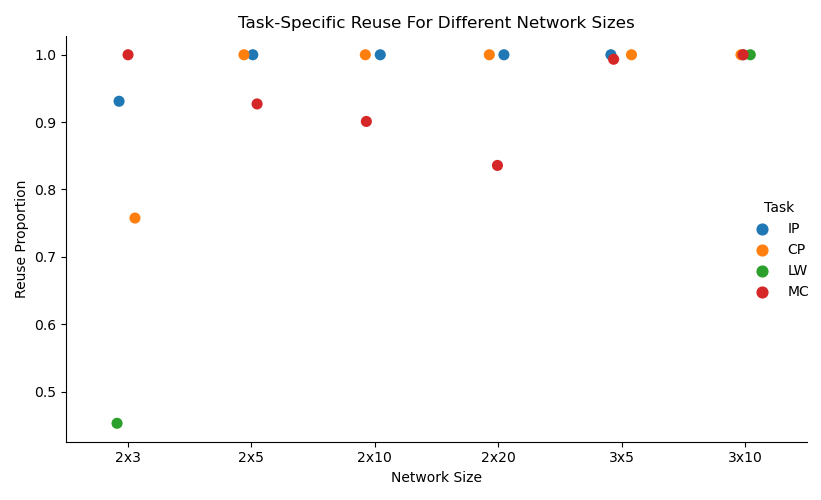 Task-Specific Reuse For Different Network Sizes
1.0
0.9
0.8
0.7
0.6
0.5
Reuse Proportion
2x3 2x5 2x10 2x20 3x5 3x10
Network Size
Task
IP
CP
LW
MC